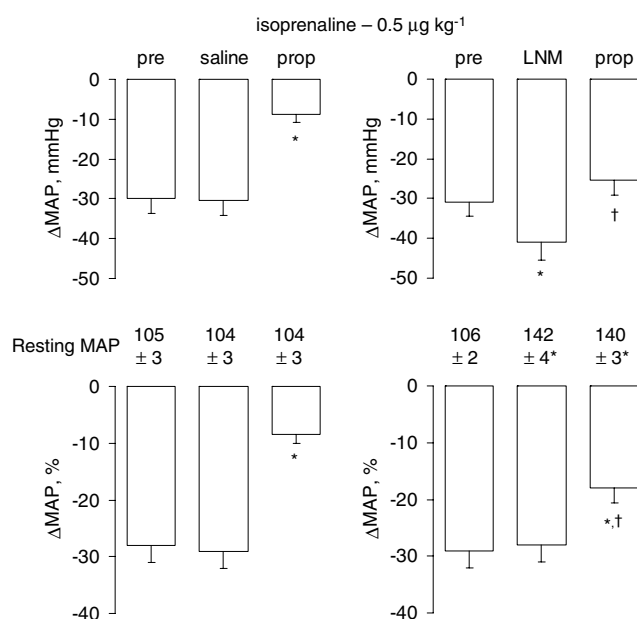 isoprenaline – 0.5 μg kg⁻¹
pre saline prop
0
-10
-20
-30
-40
-50
ΔMAP, mmHg
*
pre LNM prop
0
-10
-20
-30
-40
-50
ΔMAP, mmHg
*
†
Resting MAP
105 104 104
± 3 ± 3 ± 3
106 142 140
± 2 ± 4* ± 3*
0
-10
-20
-30
-40
ΔMAP, %
*
0
-10
-20
-30
-40
ΔMAP, %
*,†